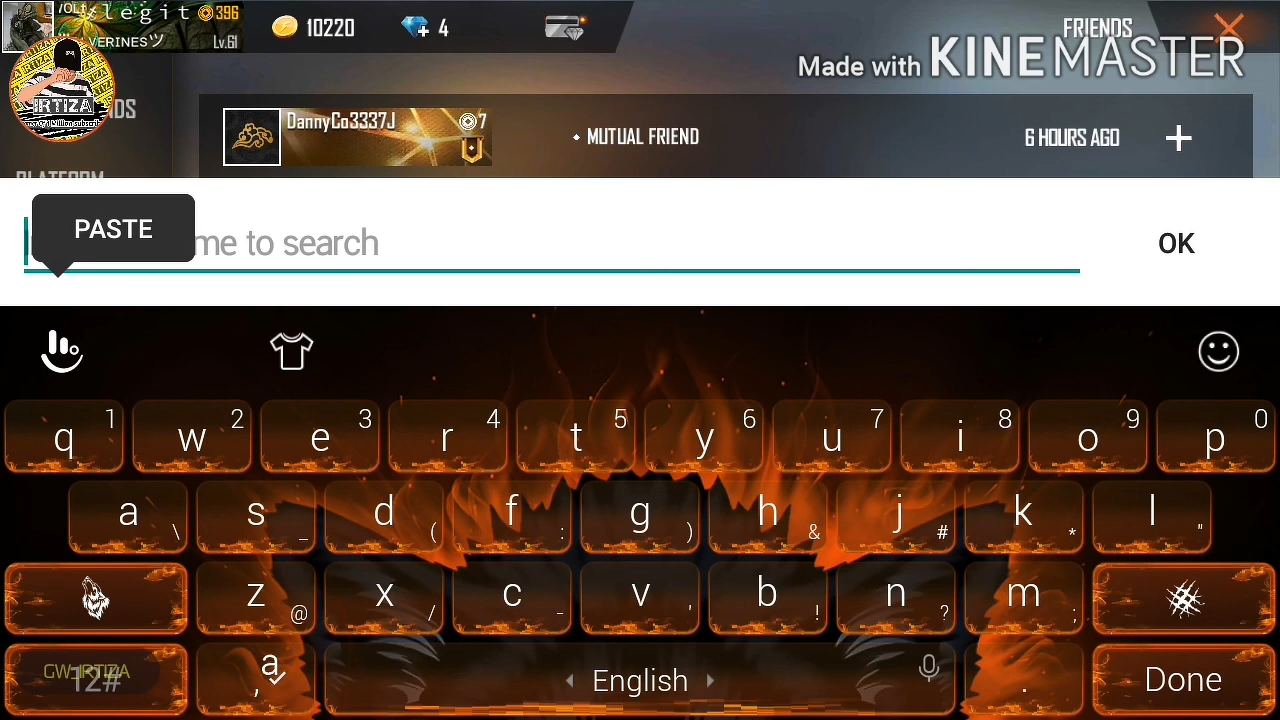 legit 396
VERINESツ Lv.61
10220
4
FRIENDS
Made with KINEMASTER
IRTIZA
DannyCo3337J 7
• MUTUAL FRIEND
6 HOURS AGO
+
PASTE
me to search
OK
q 1 w 2 e 3 r 4 t 5 y 6 u 7 i 8 o 9 p 0
a \ s _ d ( f : g ) h & j # k * l "
z @ x / c - v ' b ! n ? m ;
GW_IRTIZA
12#
, a
English
.
Done